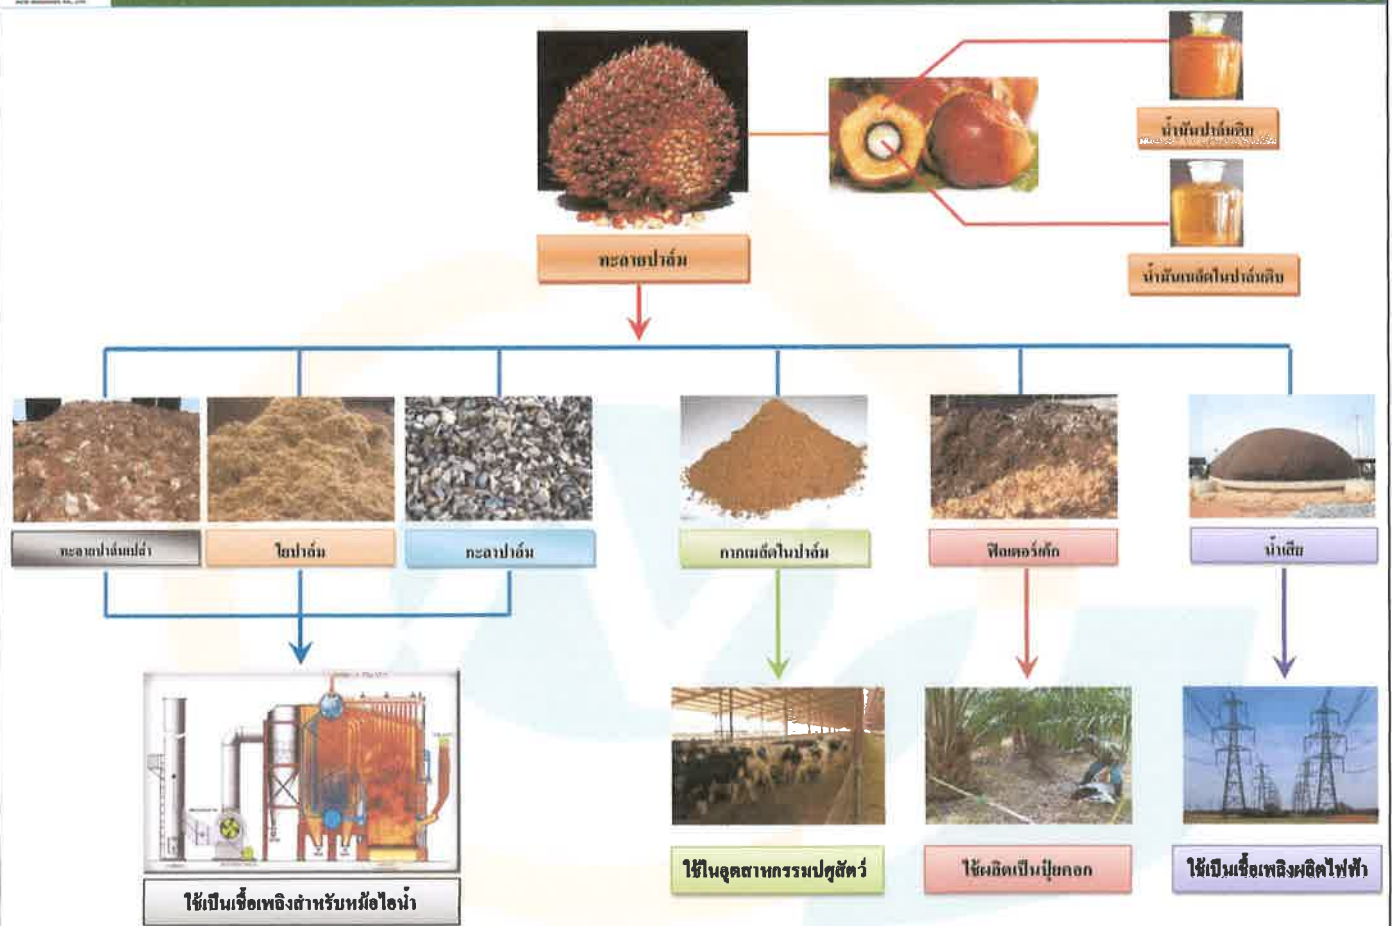 น้ำมันปาล์มดิบ
น้ำมันเมล็ดในปาล์มดิบ
ทะลายปาล์ม
ทะลายปาล์มเปล่า
ใยปาล์ม
กะลาปาล์ม
กากเมล็ดในปาล์ม
ฟิลเตอร์เค้ก
น้ำเสีย
ใช้เป็นเชื้อเพลิงสำหรับหม้อไอน้ำ
ใช้ในอุตสาหกรรมปศุสัตว์
ใช้ผลิตเป็นปุ๋ยคอก
ใช้เป็นเชื้อเพลิงผลิตไฟฟ้า